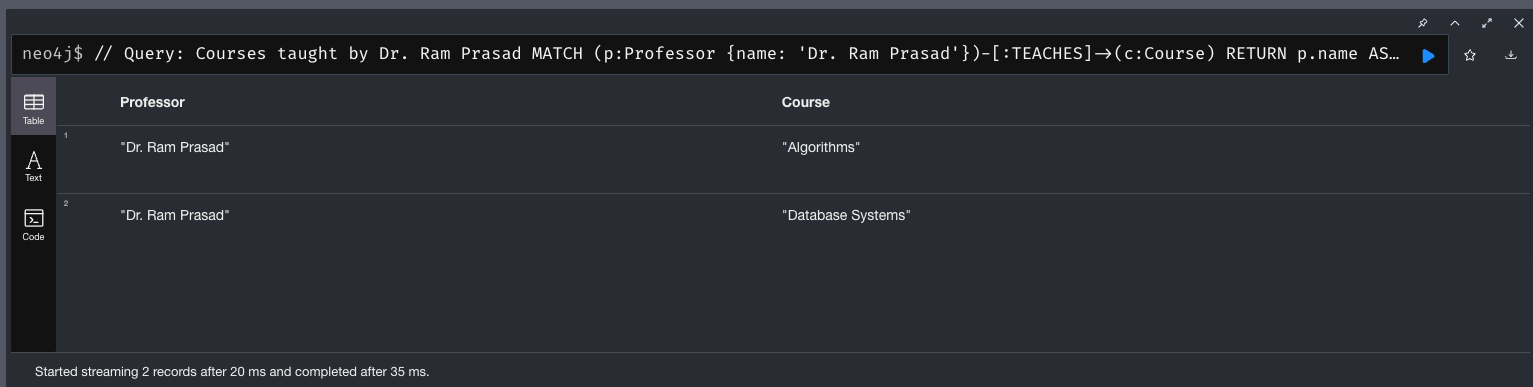 neo4j$ // Query: Courses taught by Dr. Ram Prasad MATCH (p:Professor {name: 'Dr. Ram Prasad'})-[:TEACHES]->(c:Course) RETURN p.name AS…
Table
Professor Course
1
"Dr. Ram Prasad" "Algorithms"
A
Text
2
"Dr. Ram Prasad" "Database Systems"
Code
Started streaming 2 records after 20 ms and completed after 35 ms.